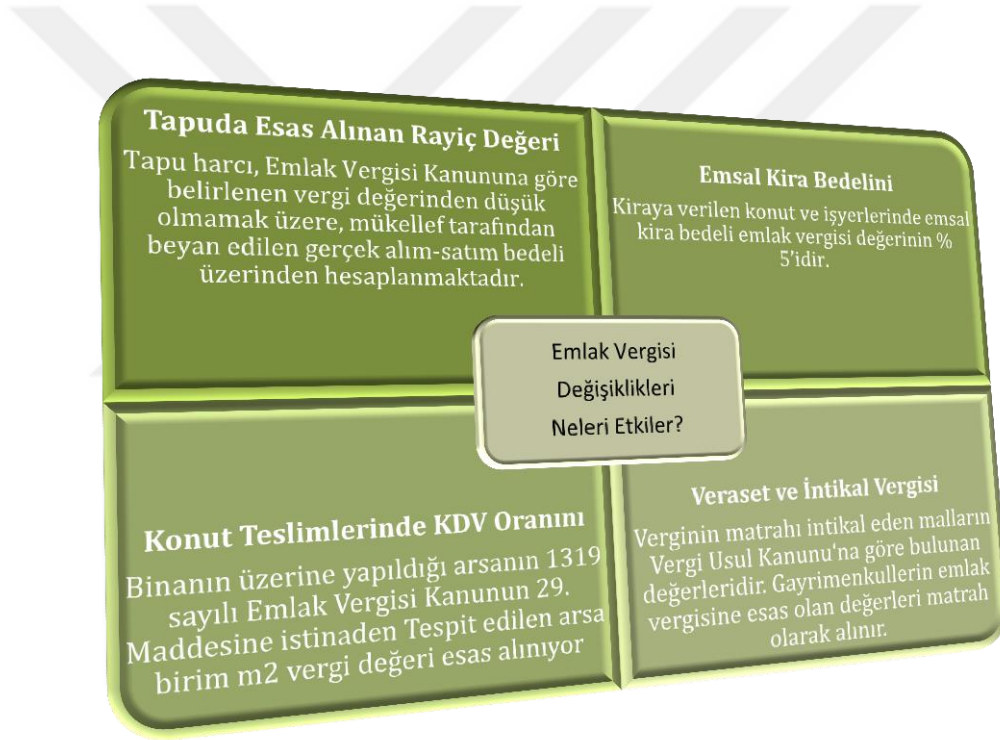 Tapuda Esas Alınan Rayiç Değeri
Tapu harcı, Emlak Vergisi Kanununa göre
belirlenen vergi değerinden düşük
olmamak üzere, mükellef tarafından
beyan edilen gerçek alım-satım bedeli
üzerinden hesaplanmaktadır.
Emsal Kira Bedelini
Kiraya verilen konut ve işyerlerinde emsal
kira bedeli emlak vergisi değerinin %
5'idir.
Emlak Vergisi
Değişiklikleri
Neleri Etkiler?
Konut Teslimlerinde KDV Oranını
Binanın üzerine yapıldığı arsanın 1319
sayılı Emlak Vergisi Kanunun 29.
Maddesine istinaden Tespit edilen arsa
birim m2 vergi değeri esas alınıyor
Veraset ve İntikal Vergisi
Verginin matrahı intikal eden malların
Vergi Usul Kanunu'na göre bulunan
değerleridir. Gayrimenkullerin emlak
vergisine esas olan değerleri matrah
olarak alınır.